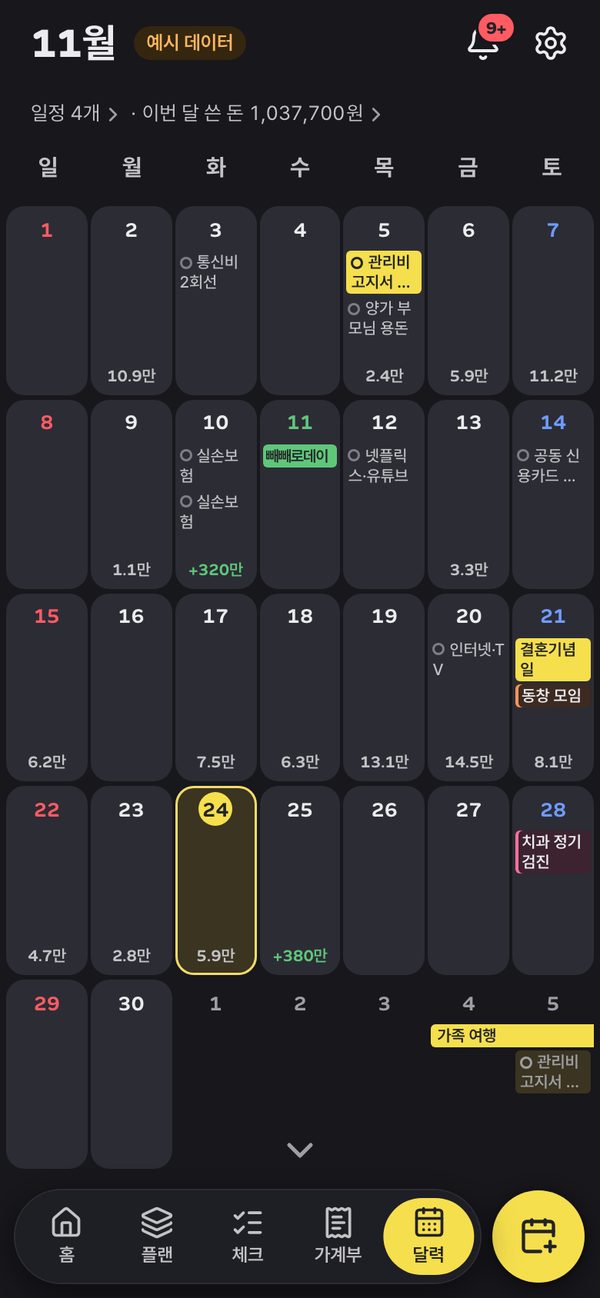 11월 예시 데이터 9+
일정 4개 > · 이번 달 쓴 돈 1,037,700원 >
일 월 화 수 목 금 토
1 2 3 4 5 6 7
통신비
2회선
관리비
고지서 ...
양가 부
모님 용돈
10.9만 2.4만 5.9만 11.2만
8 9 10 11 12 13 14
실손보
험
실손보
험
빼빼로데이
넷플릭
스·유튜브
공동 신
용카드 ...
1.1만 +320만 3.3만
15 16 17 18 19 20 21
인터넷·T
V
결혼기념
일
동창 모임
6.2만 7.5만 6.3만 13.1만 14.5만 8.1만
22 23 24 25 26 27 28
치과 정기
검진
4.7만 2.8만 5.9만 +380만
29 30 1 2 3 4 5
가족 여행
관리비
고지서 ...
홈 플랜 체크 가계부 달력